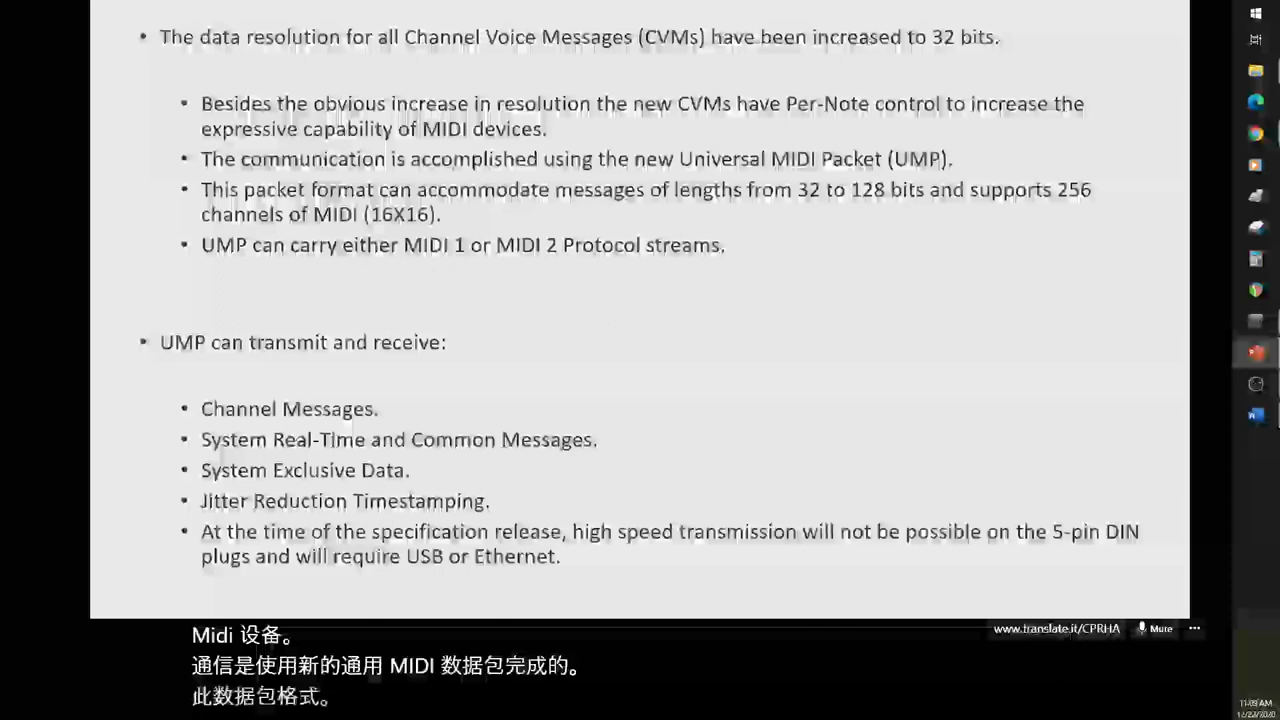 • The data resolution for all Channel Voice Messages (CVMs) have been increased to 32 bits.
• Besides the obvious increase in resolution the new CVMs have Per-Note control to increase the
expressive capability of MIDI devices.
• The communication is accomplished using the new Universal MIDI Packet (UMP).
• This packet format can accommodate messages of lengths from 32 to 128 bits and supports 256
channels of MIDI (16X16).
• UMP can carry either MIDI 1 or MIDI 2 Protocol streams.
• UMP can transmit and receive:
• Channel Messages.
• System Real-Time and Common Messages.
• System Exclusive Data.
• Jitter Reduction Timestamping.
• At the time of the specification release, high speed transmission will not be possible on the 5-pin DIN
plugs and will require USB or Ethernet.
www.translate.it/CPRHA Mute ...
Midi 设备。
通信是使用新的通用 MIDI 数据包完成的。
此数据包格式。
11:09 AM
12/22/2020